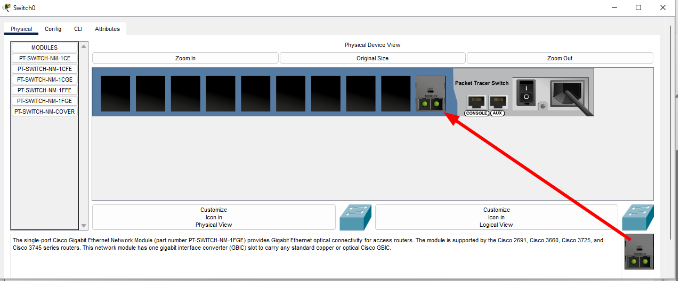 Switch0
Physical Config CLI Attributes
MODULES
PT-SWITCH-NM-1CE
PT-SWITCH-NM-1CFE
PT-SWITCH-NM-1CGE
PT-SWITCH-NM-1FFE
PT-SWITCH-NM-1FGE
PT-SWITCH-NM-COVER
Physical Device View
Zoom In Original Size Zoom Out
Packet Tracer Switch
CONSOLE AUX
Customize
Icon in
Physical View
Customize
Icon in
Logical View
The single-port Cisco Gigabit Ethernet Network Module (part number PT-SWITCH-NM-1FGE) provides Gigabit Ethernet optical connectivity for access routers. The module is supported by the Cisco 2691, Cisco 3660, Cisco 3725, and
Cisco 3745 series routers. This network module has one gigabit interface converter (GBIC) slot to carry any standard copper or optical Cisco GBIC.